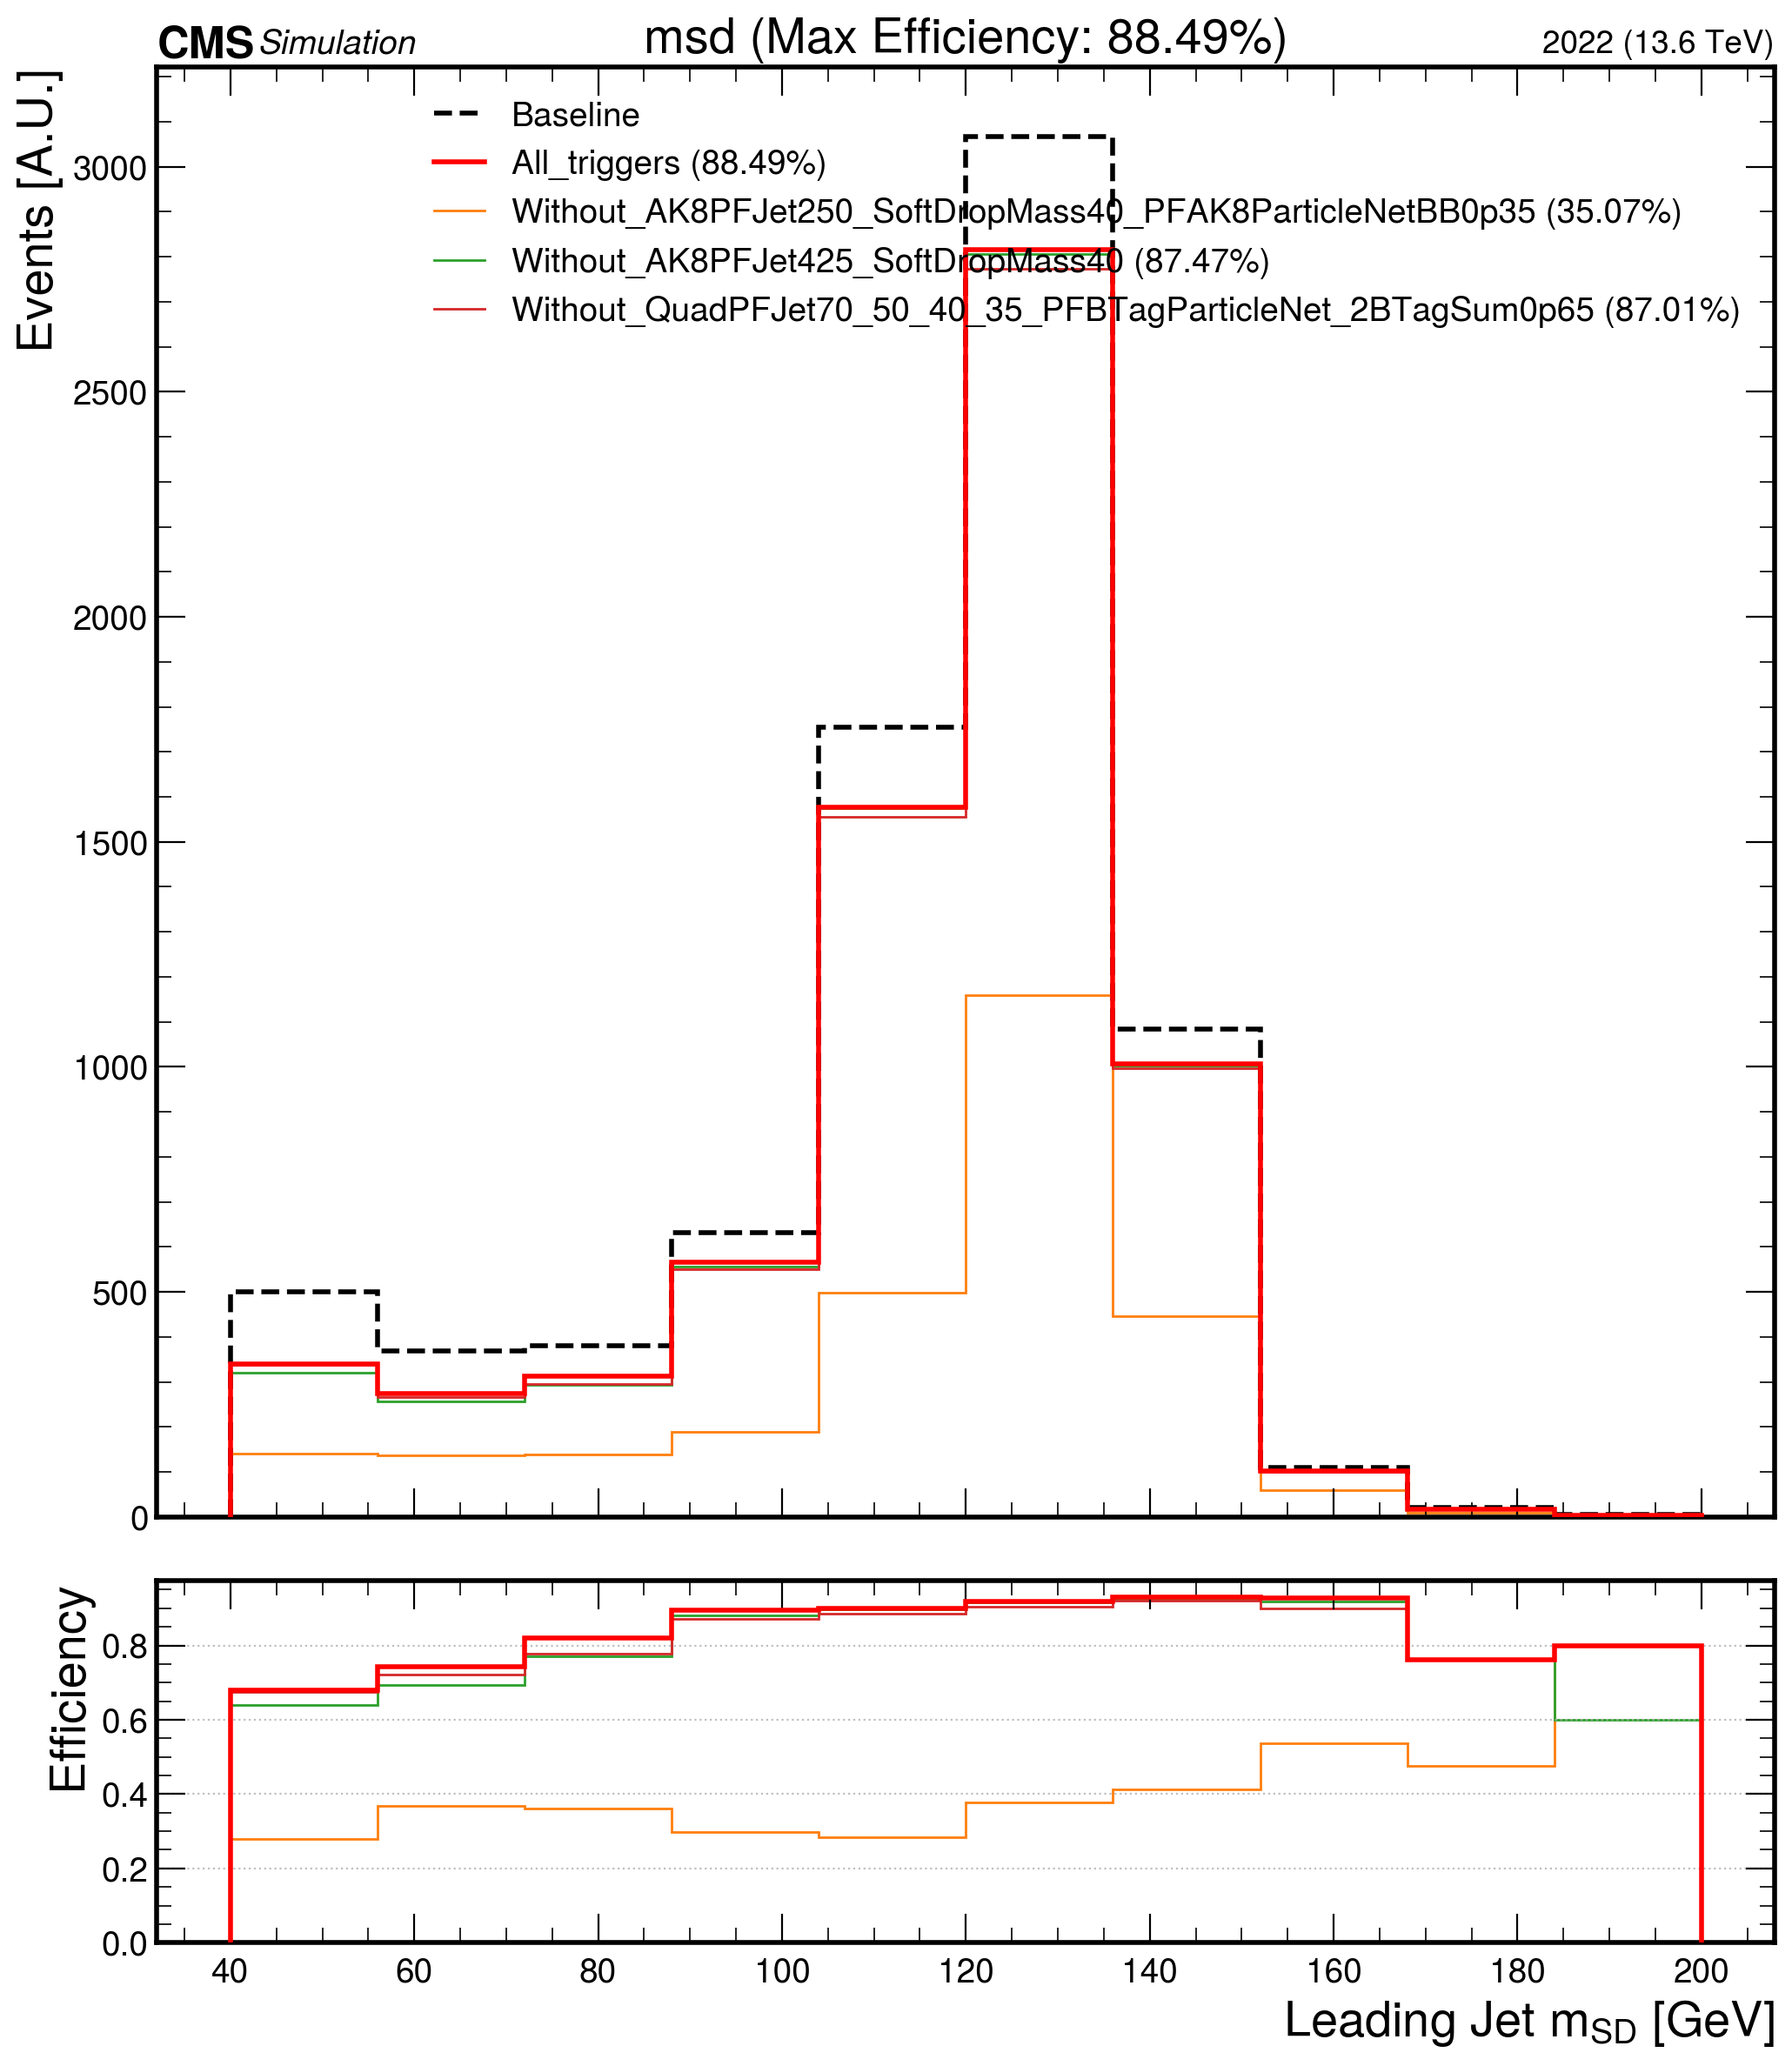 CMS Simulation msd (Max Efficiency: 88.49%) 2022 (13.6 TeV)
Events [A.U.]
Baseline
All_triggers (88.49%)
Without_AK8PFJet250_SoftDropMass40_PFAK8ParticleNetBB0p35 (35.07%)
Without_AK8PFJet425_SoftDropMass40 (87.47%)
Without_QuadPFJet70_50_40_35_PFBTagParticleNet_2BTagSum0p65 (87.01%)
3000
2500
2000
1500
1000
500
0
Efficiency
0.8
0.6
0.4
0.2
0.0
40 60 80 100 120 140 160 180 200
Leading Jet mSD [GeV]